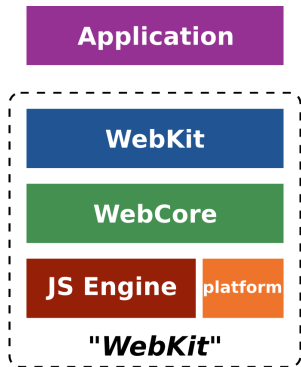 Application
WebKit
WebCore
JS Engine platform
"WebKit"